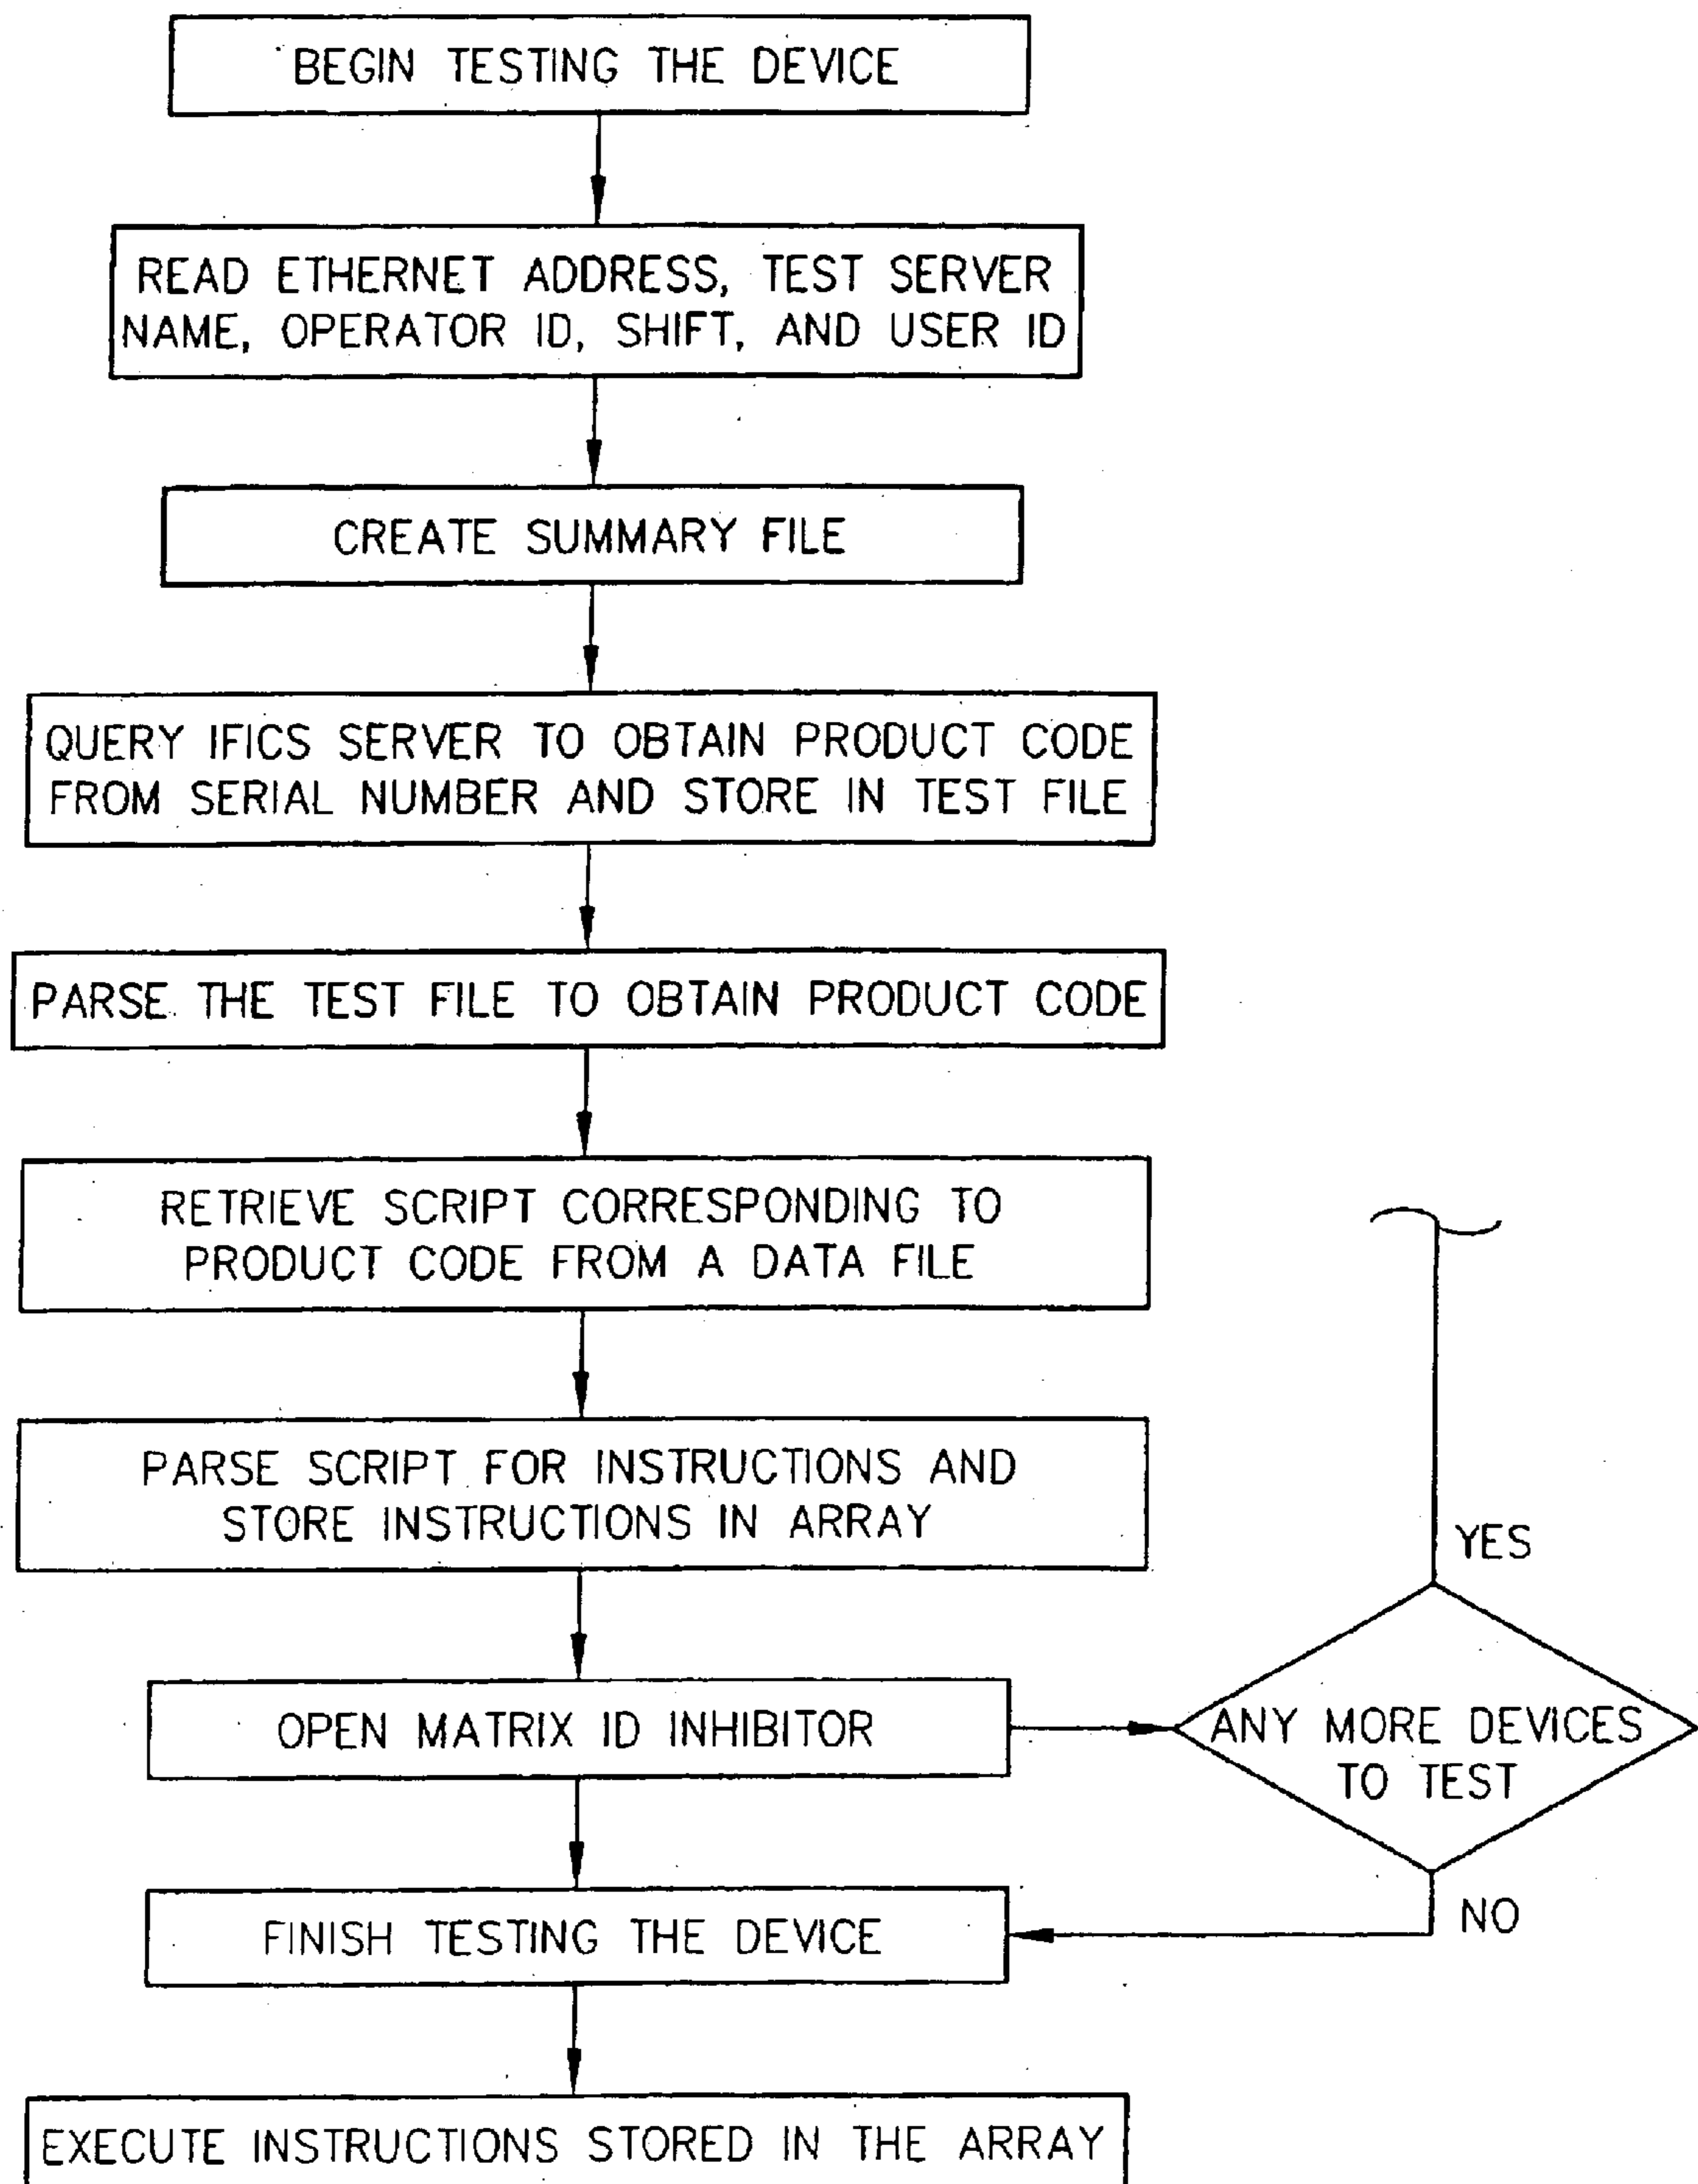 BEGIN TESTING THE DEVICE
READ ETHERNET ADDRESS, TEST SERVER
NAME, OPERATOR ID, SHIFT, AND USER ID
CREATE SUMMARY FILE
QUERY IFICS SERVER TO OBTAIN PRODUCT CODE
FROM SERIAL NUMBER AND STORE IN TEST FILE
PARSE THE TEST FILE TO OBTAIN PRODUCT CODE
RETRIEVE SCRIPT CORRESPONDING TO
PRODUCT CODE FROM A DATA FILE
PARSE SCRIPT FOR INSTRUCTIONS AND
STORE INSTRUCTIONS IN ARRAY
YES
OPEN MATRIX ID INHIBITOR
ANY MORE DEVICES
TO TEST
NO
FINISH TESTING THE DEVICE
EXECUTE INSTRUCTIONS STORED IN THE ARRAY